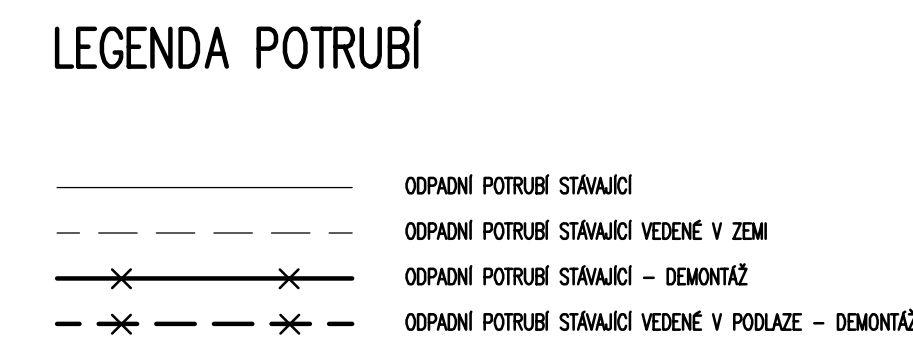 LEGENDA POTRUBÍ
ODPADNÍ POTRUBÍ STÁVAJÍCÍ
ODPADNÍ POTRUBÍ STÁVAJÍCÍ VEDENÉ V ZEMI
ODPADNÍ POTRUBÍ STÁVAJÍCÍ – DEMONTÁŽ
ODPADNÍ POTRUBÍ STÁVAJÍCÍ VEDENÉ V PODLAZE – DEMONTÁŽ